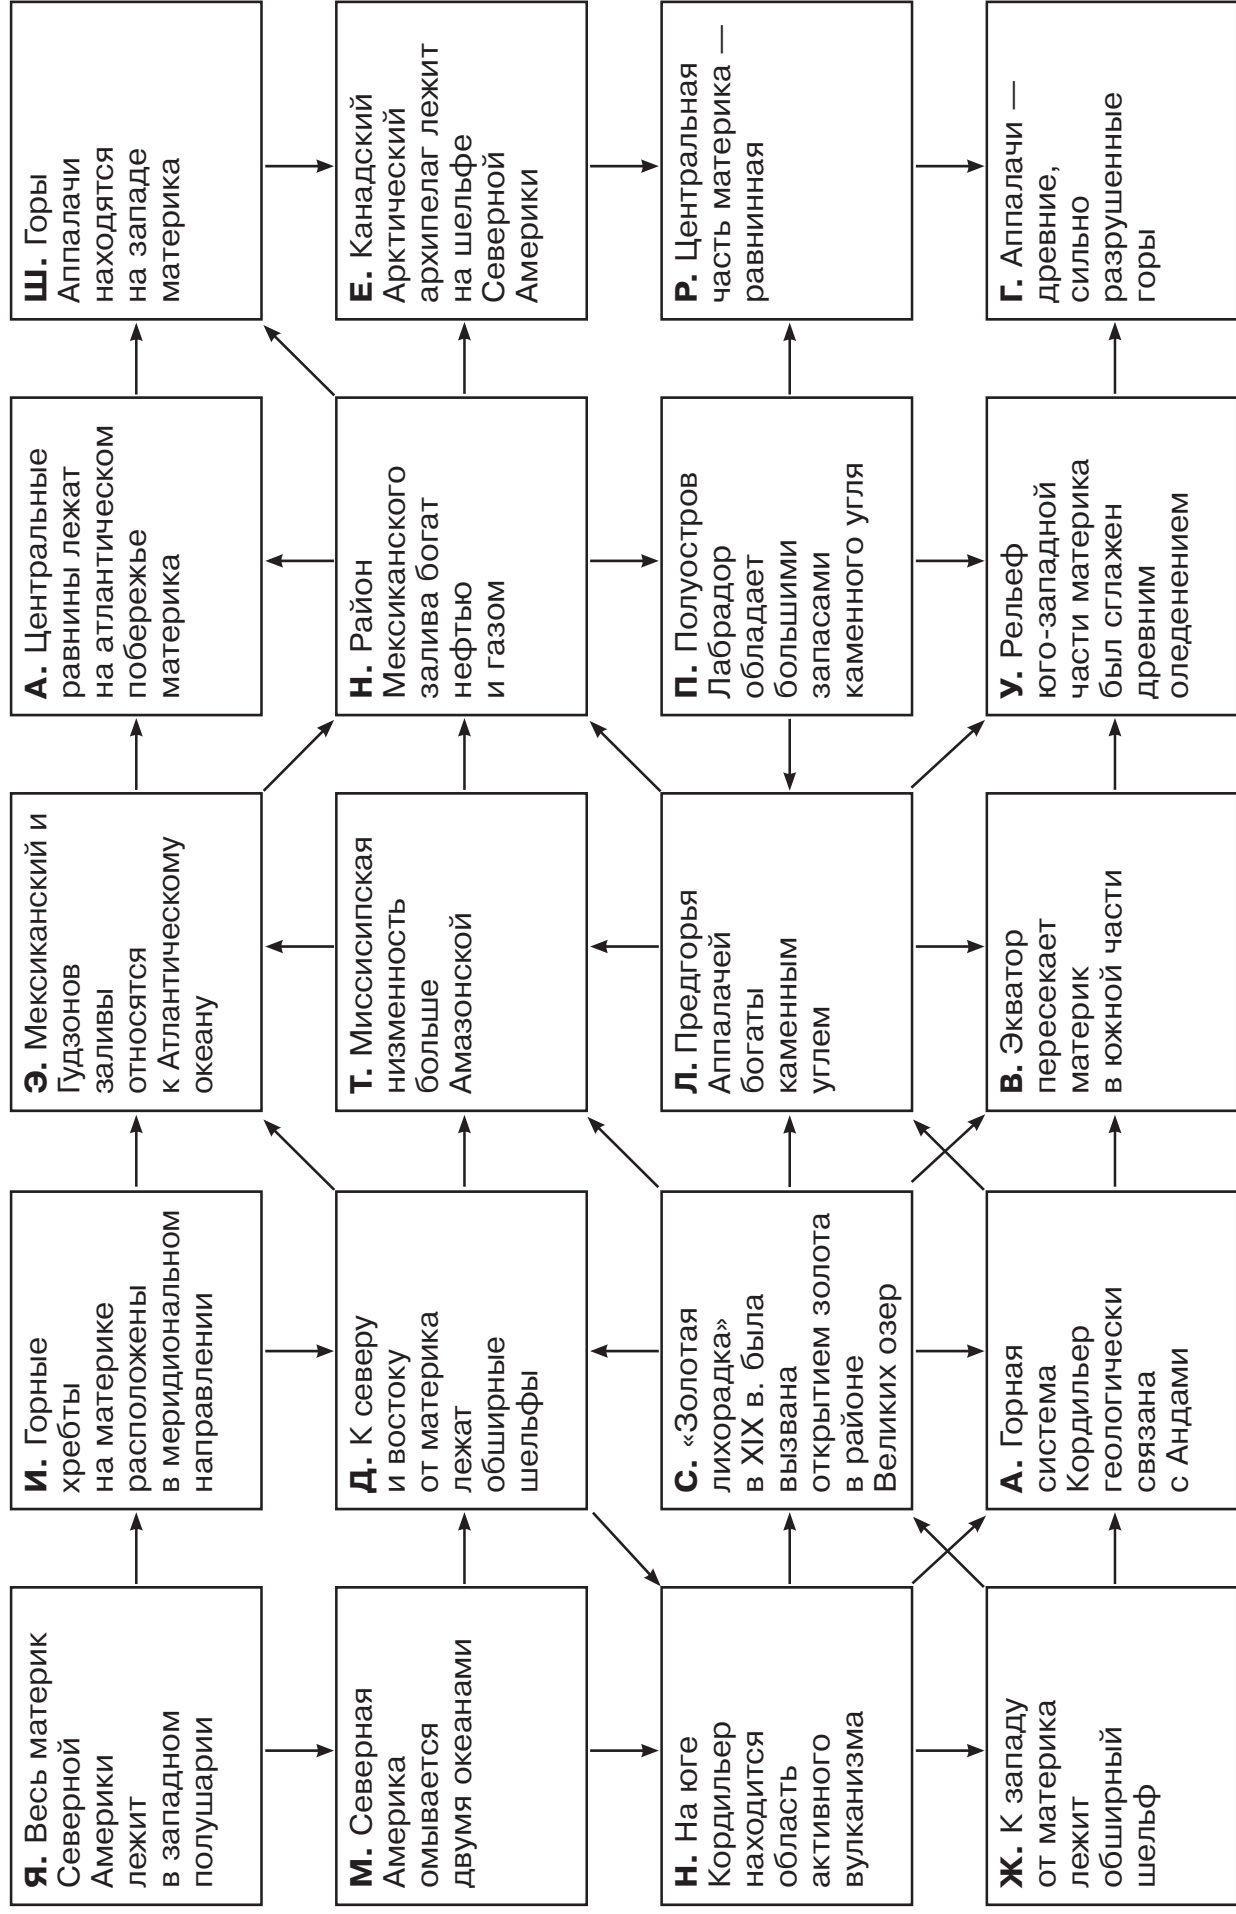 Я. Весь материк
Северной
Америки
лежит
в западном
полушарии
И. Горные
хребты
на материке
расположены
в меридиональном
направлении
Э. Мексиканский и
Гудзонов
заливы
относятся
к Атлантическому
океану
А. Центральные
равнины лежат
на атлантическом
побережье
материка
Ш. Горы
Аппалачи
находятся
на западе
материка
М. Северная
Америка
омывается
двумя океанами
Д. К северу
и востоку
от материка
лежат
обширные
шельфы
Т. Миссисипская
низменность
больше
Амазонской
Н. Район
Мексиканского
залива богат
нефтью
и газом
Е. Канадский
Арктический
архипелаг лежит
на шельфе
Северной
Америки
Н. На юге
Кордильер
находится
область
активного
вулканизма
С. «Золотая
лихорадка»
в XIX в. была
вызвана
открытием золота
в районе
Великих озер
Л. Предгорья
Аппалачей
богаты
каменным
углем
П. Полуостров
Лабрадор
обладает
большими
запасами
каменного угля
Р. Центральная
часть материка —
равнинная
Ж. К западу
от материка
лежит
обширный
шельф
А. Горная
система
Кордильер
геологически
связана
с Андами
В. Экватор
пересекает
материк
в южной части
У. Рельеф
юго-западной
части материка
был сглажен
древним
оледенением
Г. Аппалачи —
древние,
сильно
разрушенные
горы